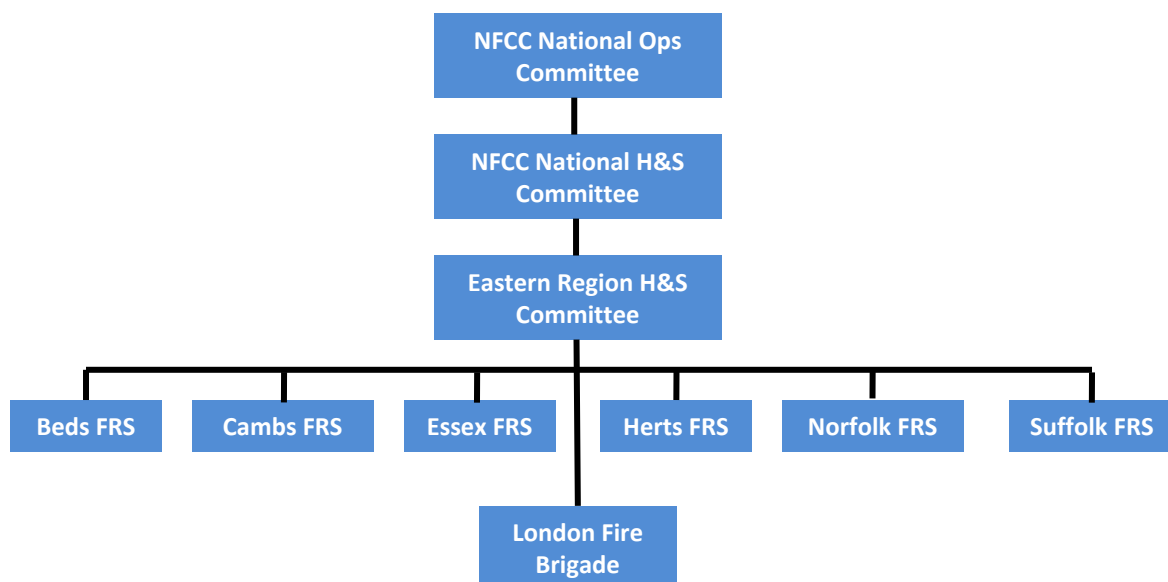 NFCC National Ops
Committee
NFCC National H&S
Committee
Eastern Region H&S
Committee
Beds FRS
Cambs FRS
Essex FRS
Herts FRS
Norfolk FRS
Suffolk FRS
London Fire
Brigade